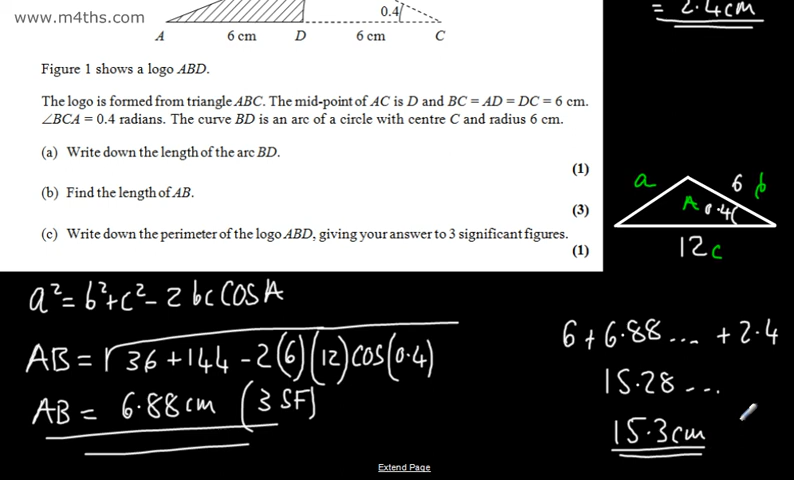 www.m4ths.com
= 2.4cm
0.4
A 6 cm D 6 cm C
Figure 1 shows a logo ABD.
The logo is formed from triangle ABC. The mid-point of AC is D and BC = AD = DC = 6 cm.
∠BCA = 0.4 radians. The curve BD is an arc of a circle with centre C and radius 6 cm.
(a) Write down the length of the arc BD.
(1)
(b) Find the length of AB.
(3)
(c) Write down the perimeter of the logo ABD, giving your answer to 3 significant figures.
(1)
a 6 b
A 0.4
12 c
a² = b² + c² - 2bc cos A
AB = √36 + 144 - 2(6)(12)cos(0.4)
AB = 6.88cm (3 SF)
6 + 6.88... + 2.4
15.28...
15.3cm
Extend Page